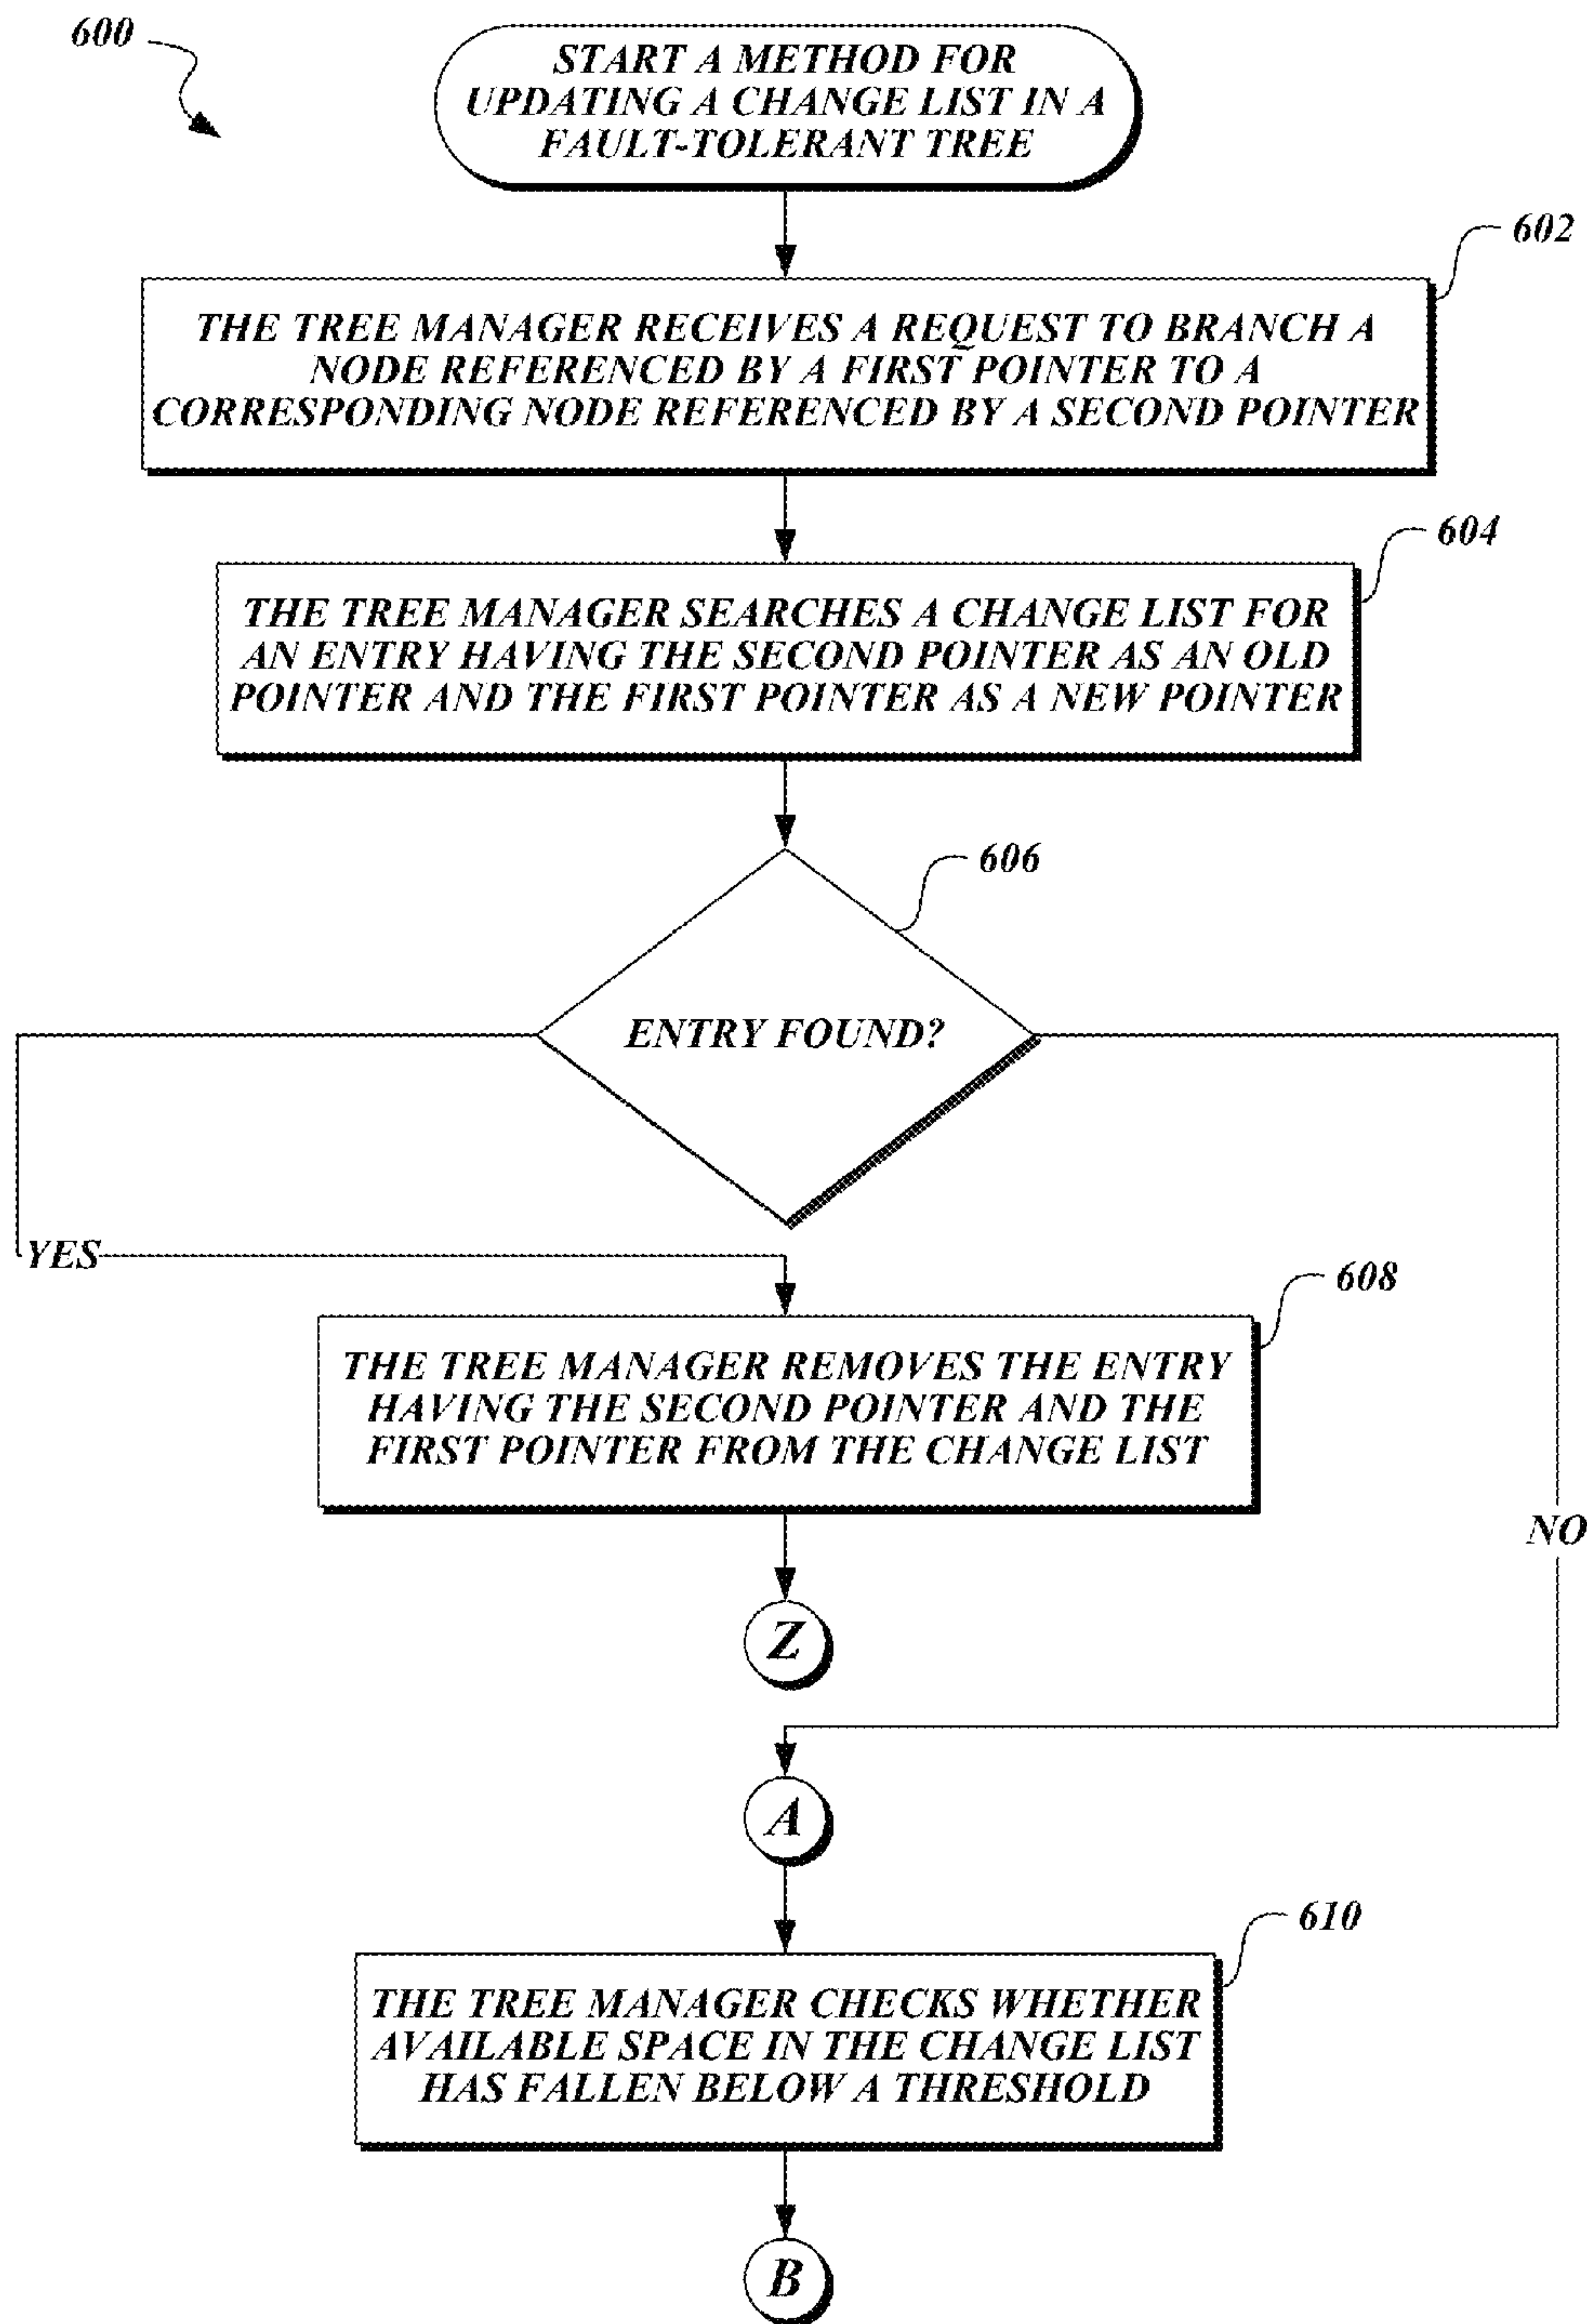 600
START A METHOD FOR
UPDATING A CHANGE LIST IN A
FAULT-TOLERANT TREE
602
THE TREE MANAGER RECEIVES A REQUEST TO BRANCH A
NODE REFERENCED BY A FIRST POINTER TO A
CORRESPONDING NODE REFERENCED BY A SECOND POINTER
604
THE TREE MANAGER SEARCHES A CHANGE LIST FOR
AN ENTRY HAVING THE SECOND POINTER AS AN OLD
POINTER AND THE FIRST POINTER AS A NEW POINTER
606
ENTRY FOUND?
YES
608
THE TREE MANAGER REMOVES THE ENTRY
HAVING THE SECOND POINTER AND THE
FIRST POINTER FROM THE CHANGE LIST
NO
Z
A
610
THE TREE MANAGER CHECKS WHETHER
AVAILABLE SPACE IN THE CHANGE LIST
HAS FALLEN BELOW A THRESHOLD
B